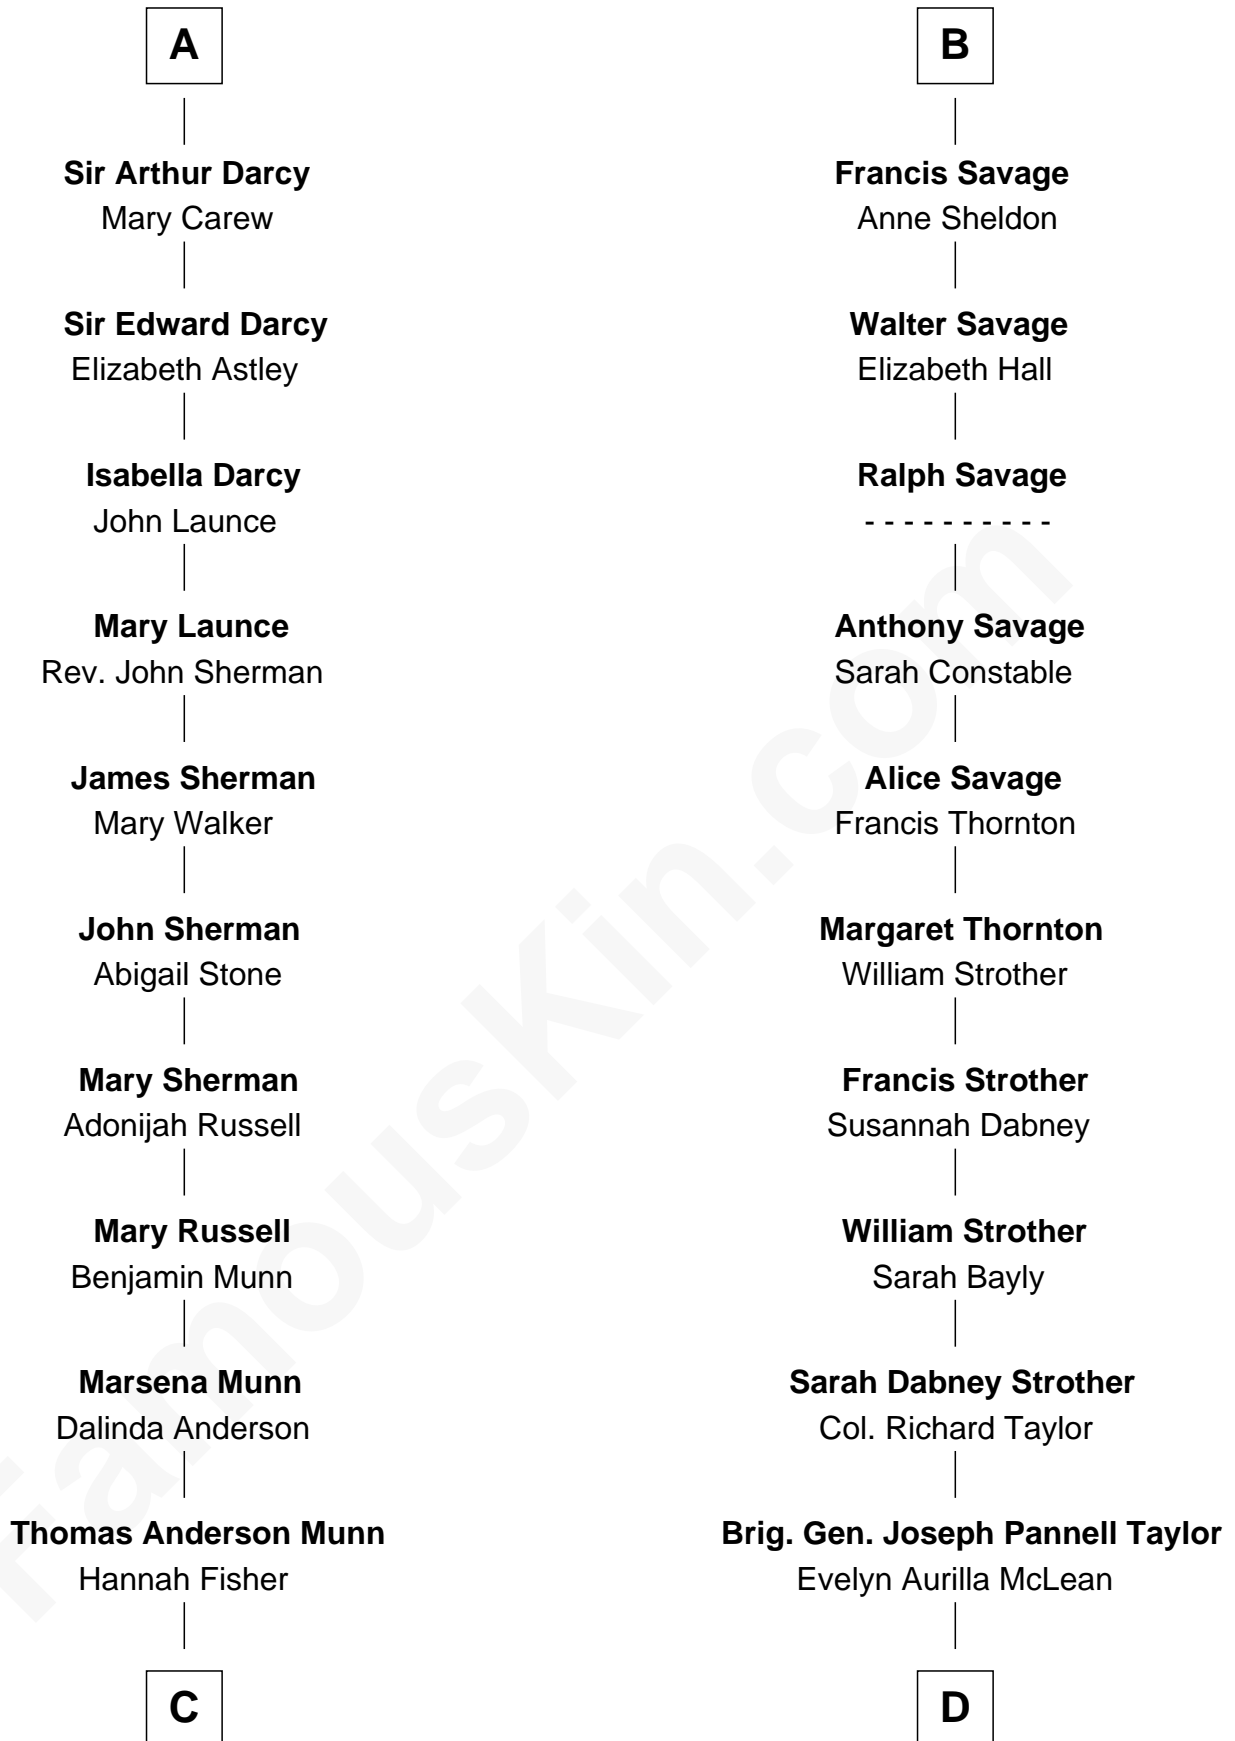 A
Sir Arthur Darcy
Mary Carew
Sir Edward Darcy
Elizabeth Astley
Isabella Darcy
John Launce
Mary Launce
Rev. John Sherman
James Sherman
Mary Walker
John Sherman
Abigail Stone
Mary Sherman
Adonijah Russell
Mary Russell
Benjamin Munn
Marsena Munn
Dalinda Anderson
Thomas Anderson Munn
Hannah Fisher
C
B
Francis Savage
Anne Sheldon
Walter Savage
Elizabeth Hall
Ralph Savage
- - - - - - - - - -
Anthony Savage
Sarah Constable
Alice Savage
Francis Thornton
Margaret Thornton
William Strother
Francis Strother
Susannah Dabney
William Strother
Sarah Bayly
Sarah Dabney Strother
Col. Richard Taylor
Brig. Gen. Joseph Pannell Taylor
Evelyn Aurilla McLean
D
FamousKin.com